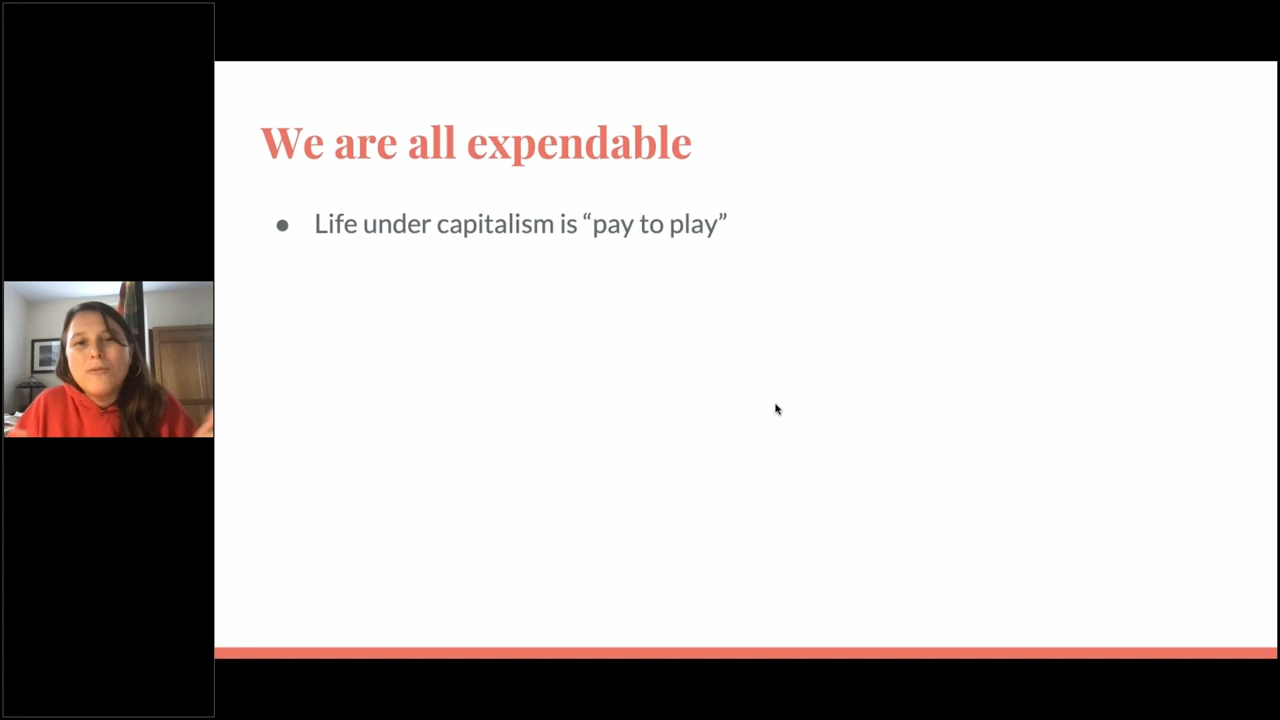 We are all expendable
● Life under capitalism is “pay to play”